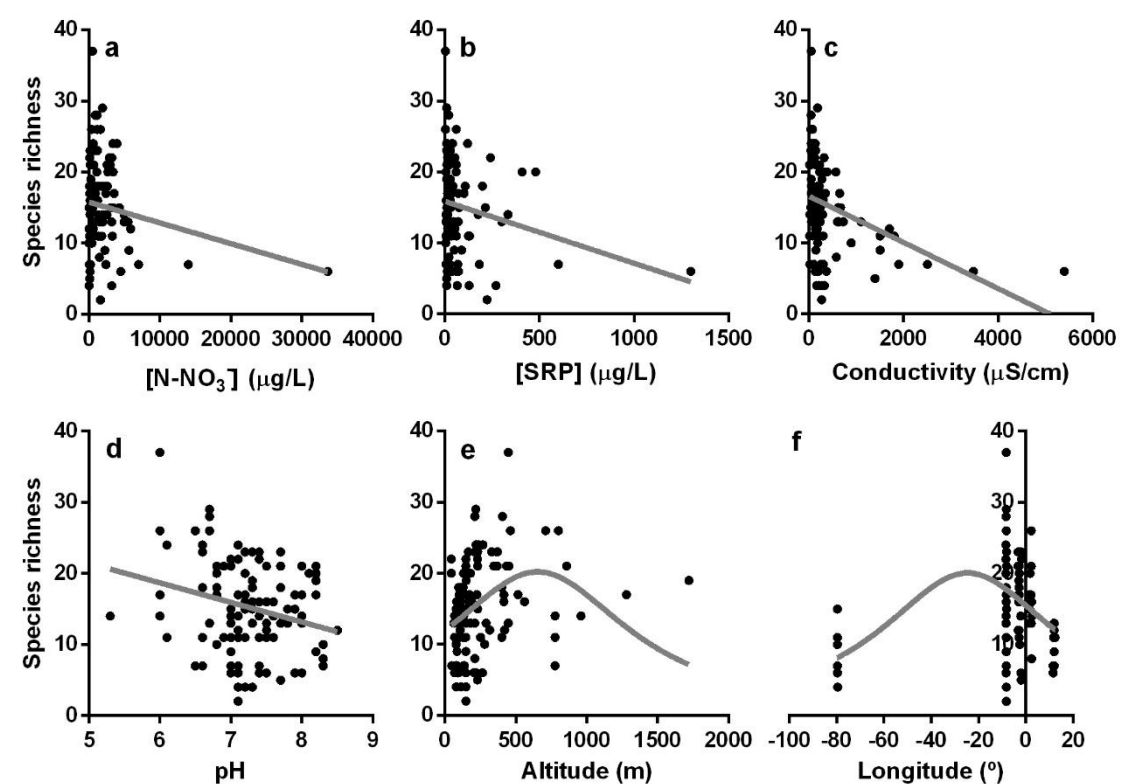 a b c
40 40 40
30 30 30
20 20 20
10 10 10
0 0 0
Species richness
0 10000 20000 30000 40000 0 500 1000 1500 0 2000 4000 6000
[N-NO₃⁻] (μg/L) [SRP] (μg/L) Conductivity (μS/cm)
d e f
40 40 40
30 30 30
20 20 20
10 10 10
0 0
Species richness
5 6 7 8 9 0 500 1000 1500 2000 -100 -80 -60 -40 -20 0 20
pH Altitude (m) Longitude (º)